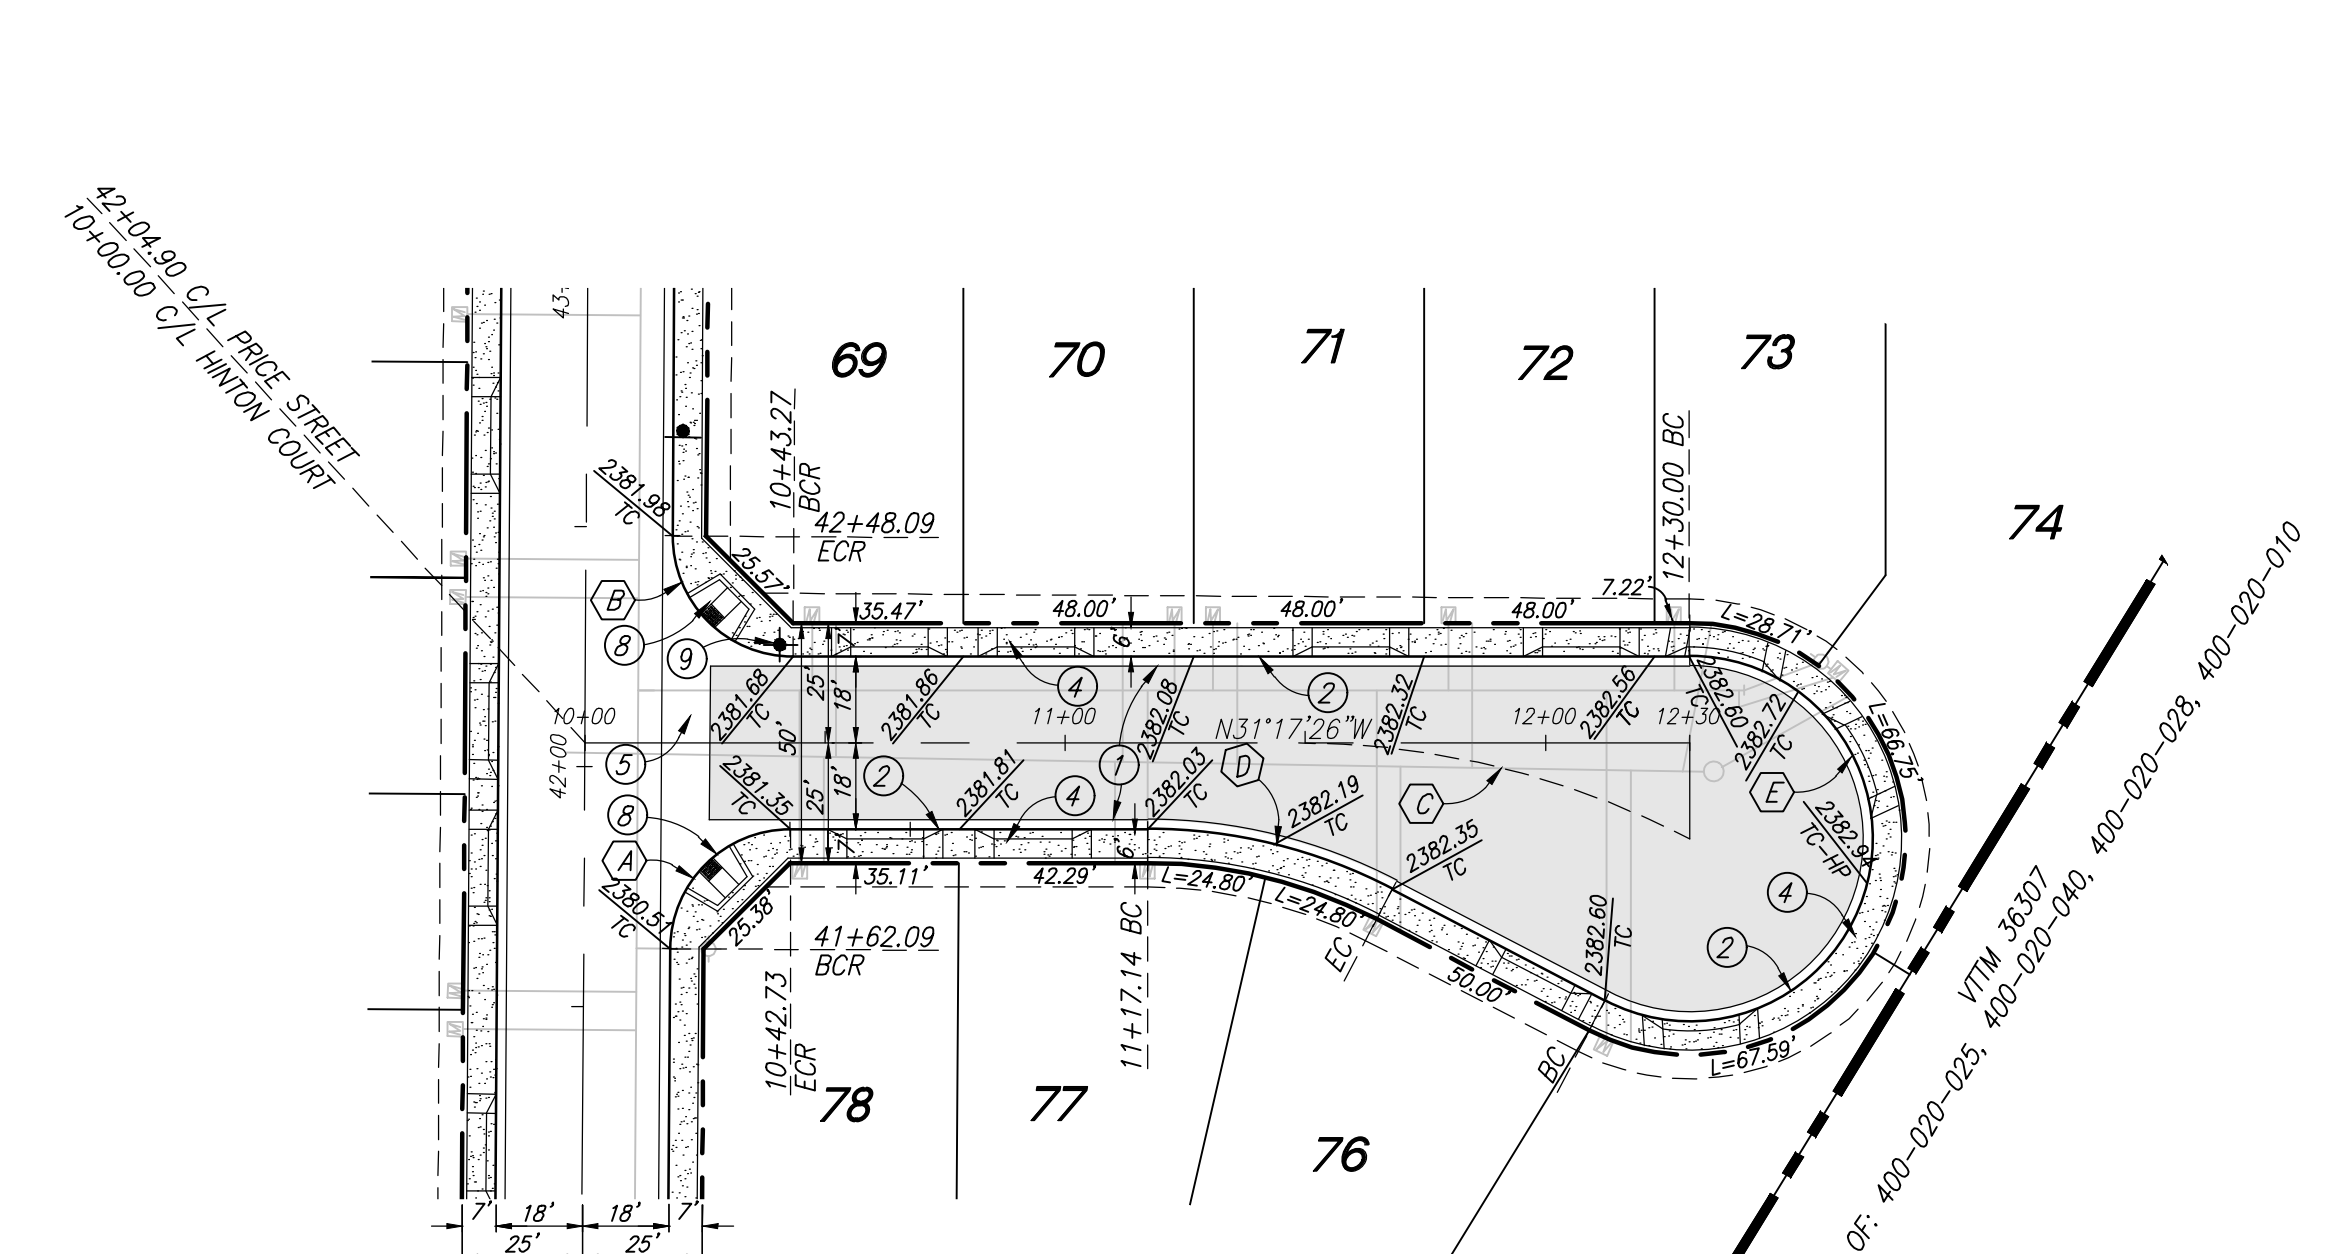 42+04.90 C/L PRICE STREET
10+00.00 C/L HINTON COURT
43+
69
70
71
72
73
74
10+43.27
BCR
42+48.09
ECR
12+30.00 BC
2381.98
TC
25.57'
B
8
9
35.47'
48.00'
48.00'
48.00'
7.22'
L=28.71'
7'
6'
4
2
25'
18'
50'
2381.68
TC
2381.86
TC
2382.08
TC
2382.32
TC
2382.56
TC
2382.60
TC
2382.72
TC
L=66.75'
10+00
11+00
12+00
12+30
N31°17'26"W
42+00
5
8
A
2381.35
TC
25'
18'
2
2381.81
TC
4
1
2382.03
TC
D
2382.19
TC
C
E
2382.94
TC-HP
2382.35
TC
2380.51
TC
25.38'
7'
35.11'
42.29'
6'
L=24.80'
L=24.80'
EC
2382.60
TC
4
2
41+62.09
BCR
10+42.73
ECR
11+17.14 BC
50.00'
BC
L=67.59'
78
77
76
VTTM 36307
OF: 400-020-025, 400-020-040, 400-020-028, 400-020-010
7'
18'
18'
7'
25'
25'